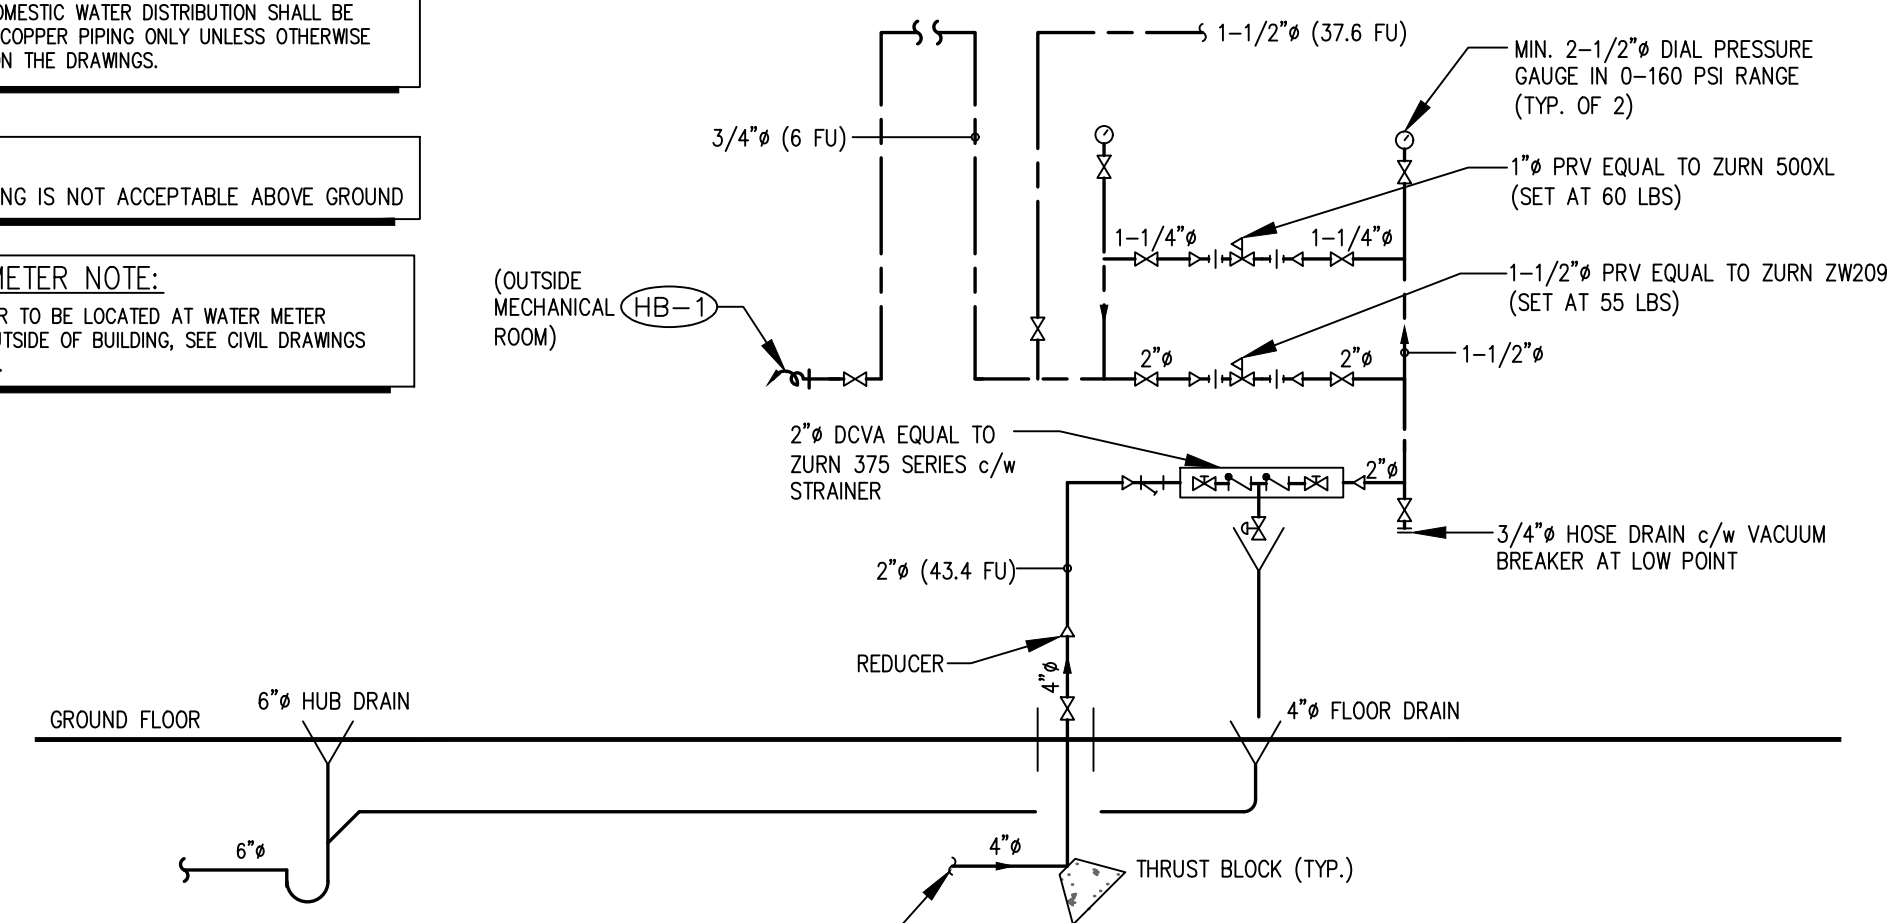 OMESTIC WATER DISTRIBUTION SHALL BE
COPPER PIPING ONLY UNLESS OTHERWISE
ON THE DRAWINGS.
NG IS NOT ACCEPTABLE ABOVE GROUND
METER NOTE:
R TO BE LOCATED AT WATER METER
UTSIDE OF BUILDING, SEE CIVIL DRAWINGS
1-1/2"ø (37.6 FU)
MIN. 2-1/2"ø DIAL PRESSURE
GAUGE IN 0-160 PSI RANGE
(TYP. OF 2)
3/4"ø (6 FU)
1"ø PRV EQUAL TO ZURN 500XL
(SET AT 60 LBS)
1-1/4"ø
1-1/4"ø
(OUTSIDE
MECHANICAL
ROOM)
HB-1
1-1/2"ø PRV EQUAL TO ZURN ZW209
(SET AT 55 LBS)
2"ø
2"ø
1-1/2"ø
2"ø DCVA EQUAL TO
ZURN 375 SERIES c/w
STRAINER
2"ø
3/4"ø HOSE DRAIN c/w VACUUM
BREAKER AT LOW POINT
2"ø (43.4 FU)
REDUCER
4"ø
6"ø HUB DRAIN
GROUND FLOOR
4"ø FLOOR DRAIN
6"ø
4"ø
THRUST BLOCK (TYP.)